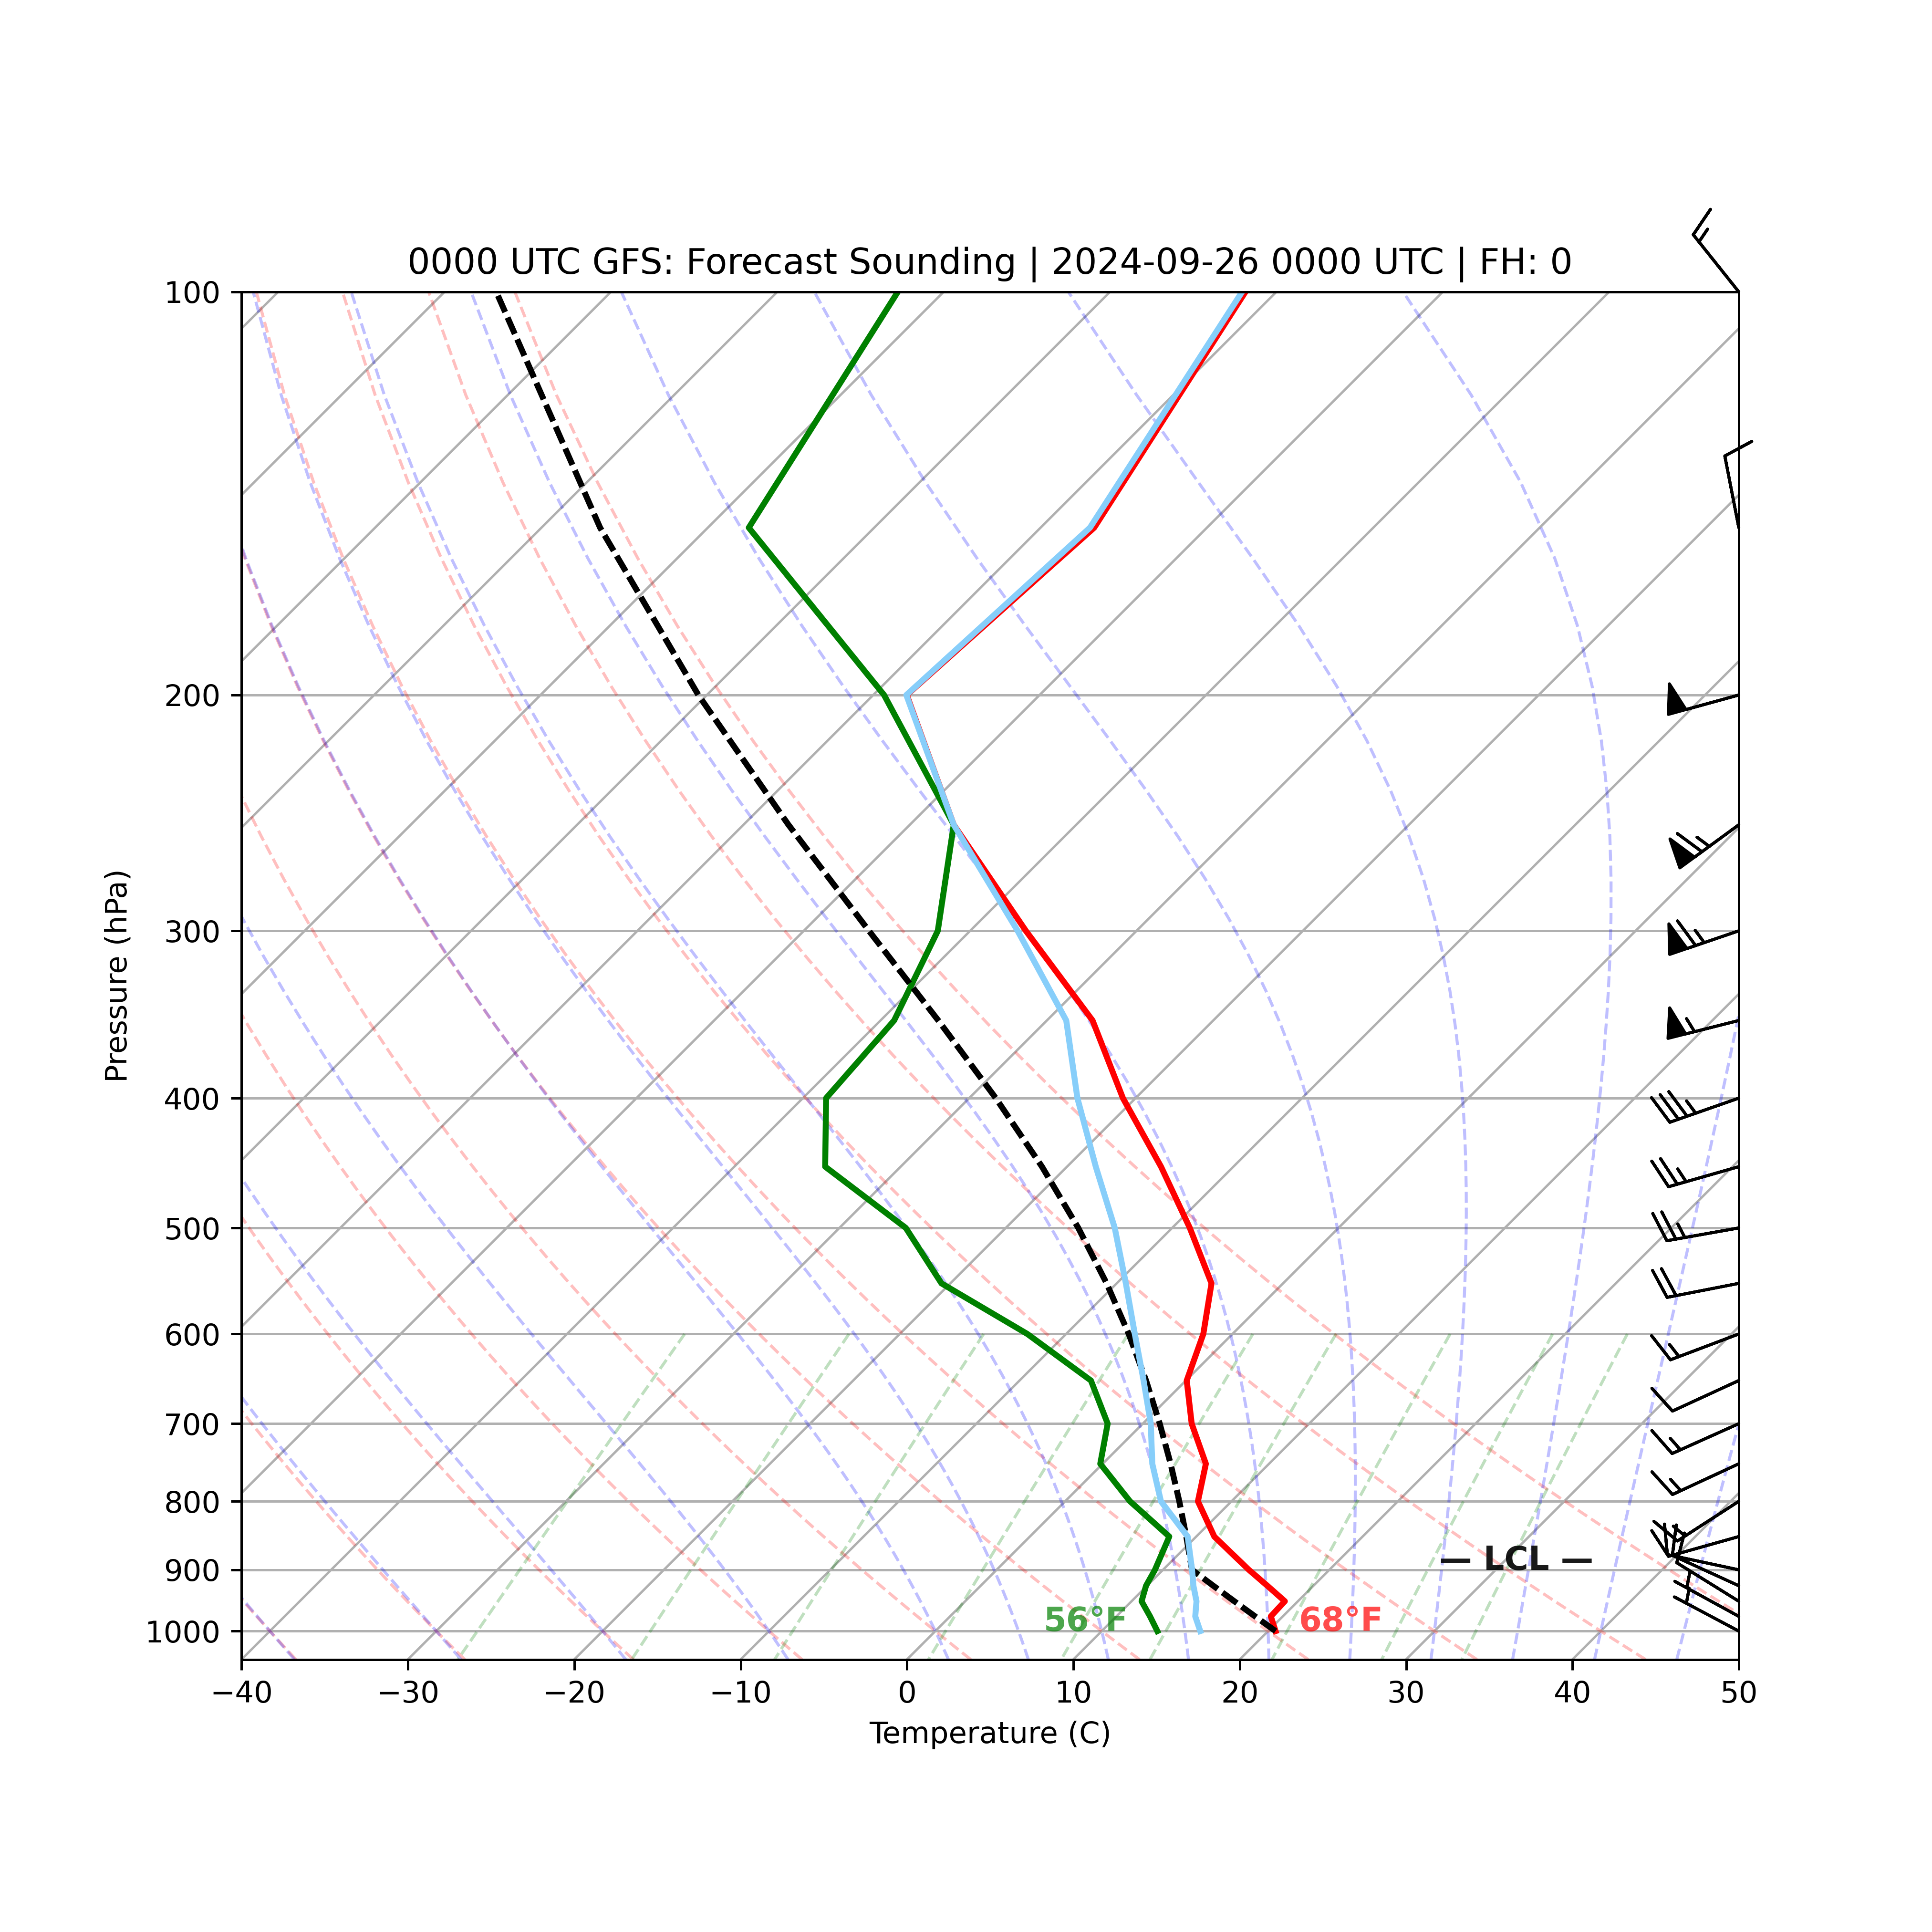 0000 UTC GFS: Forecast Sounding | 2024-09-26 0000 UTC | FH: 0
100
200
300
400
500
600
700
800
900
1000
Pressure (hPa)
— LCL —
56°F
68°F
−40 −30 −20 −10 0 10 20 30 40 50
Temperature (C)